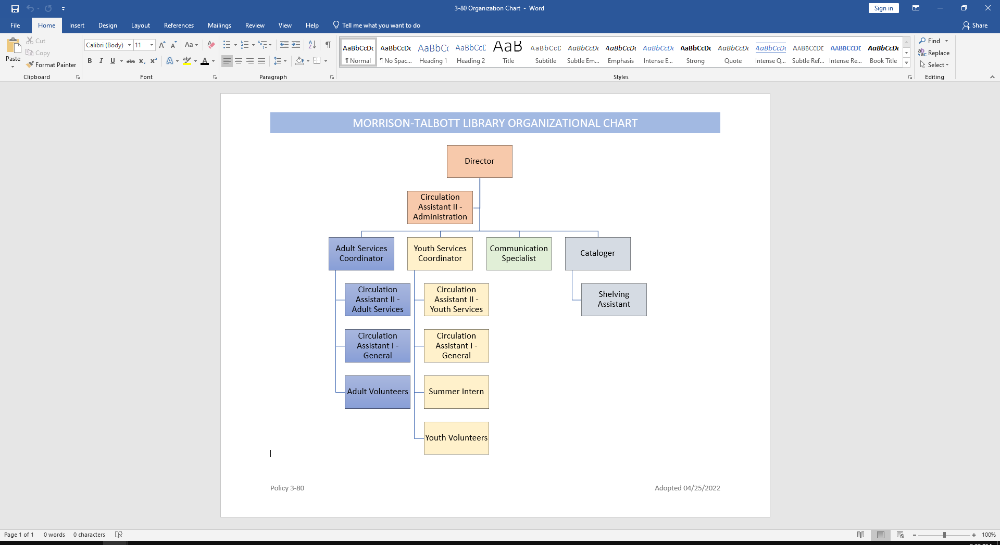 3-80 Organization Chart - Word
Sign in
File Home Insert Design Layout References Mailings Review View Help Tell me what you want to do Share
Paste
Cut
Copy
Format Painter
Clipboard
Calibri (Body) 11
Aa
B I U abc x₂ x² A ab A
Font
Paragraph
AaBbCcDc AaBbCcDc AaBbCc AaBbCcD AaB AaBbCcD AaBbCcDc AaBbCcDc AaBbCcDc AaBbCcDc AaBbCcDc AaBbCcDc AABBCCDE AABBCCDE AaBbCcDc
¶ Normal ¶ No Spac... Heading 1 Heading 2 Title Subtitle Subtle Em... Emphasis Intense E... Strong Quote Intense Q... Subtle Ref... Intense Re... Book Title
Styles
Find
Replace
Select
Editing
MORRISON-TALBOTT LIBRARY ORGANIZATIONAL CHART
Director
Circulation
Assistant II -
Administration
Adult Services
Coordinator
Youth Services
Coordinator
Communication
Specialist
Cataloger
Circulation
Assistant II -
Adult Services
Circulation
Assistant II -
Youth Services
Shelving
Assistant
Circulation
Assistant I -
General
Circulation
Assistant I -
General
Adult Volunteers
Summer Intern
Youth Volunteers
Policy 3-80
Adopted 04/25/2022
Page 1 of 1 0 words 0 characters
100%